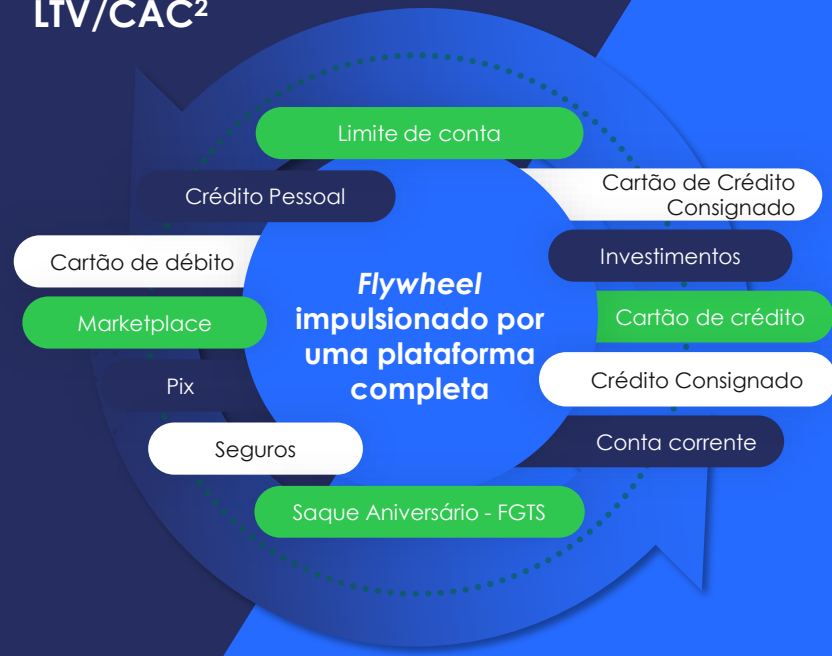 LTV/CAC²
Limite de conta
Crédito Pessoal
Cartão de Crédito
Consignado
Cartão de débito
Investimentos
Marketplace
Cartão de crédito
Flywheel
impulsionado por
uma plataforma
completa
Pix
Crédito Consignado
Seguros
Conta corrente
Saque Aniversário - FGTS